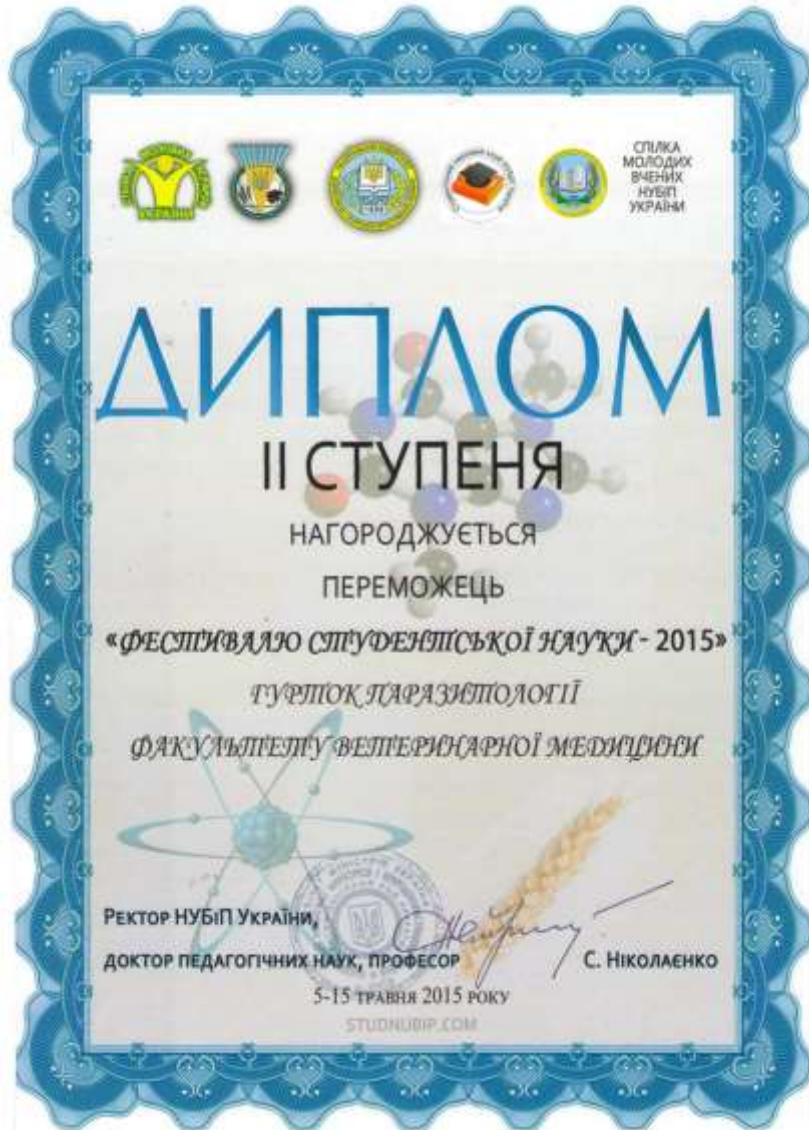 СПІЛКА
МОЛОДИХ
ВЧЕНИХ
НУБІП
УКРАЇНИ
ДИПЛОМ
ІІ СТУПЕНЯ
НАГОРОДЖУЄТЬСЯ
ПЕРЕМОЖЕЦЬ
«ФЕСТИВАЛЮ СТУДЕНТСЬКОЇ НАУКИ - 2015»
ГУРТОК ПАРАЗИТОЛОГІЇ
ФАКУЛЬТЕТУ ВЕТЕРИНАРНОЇ МЕДИЦИНИ
РЕКТОР НУБІП УКРАЇНИ,
ДОКТОР ПЕДАГОГІЧНИХ НАУК, ПРОФЕСОР С. НІКОЛАЄНКО
5-15 ТРАВНЯ 2015 РОКУ
STUDNUBIP.COM